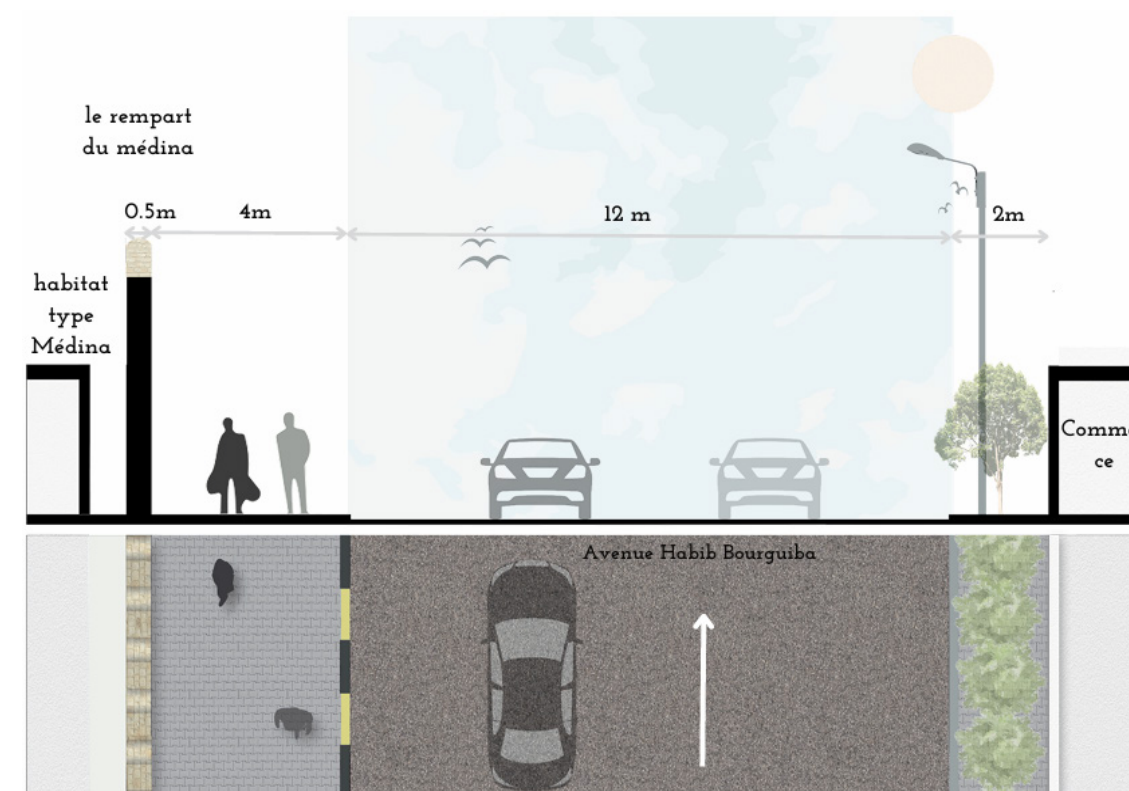 le rempart
du médina
0.5m
4m
12 m
2m
habitat
type
Médina
Comme
ce
Avenue Habib Bourguiba